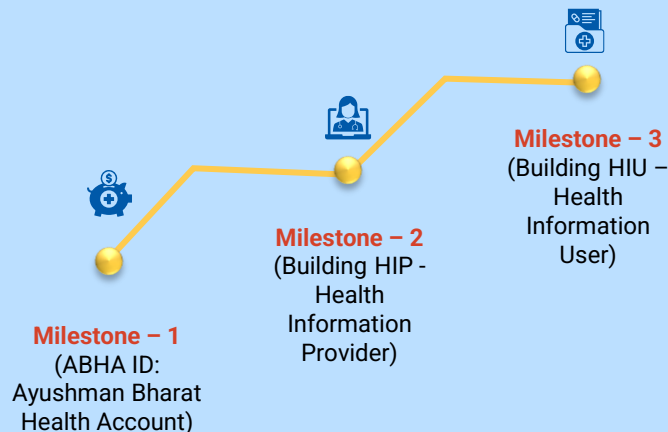 Milestone – 1
(ABHA ID:
Ayushman Bharat
Health Account)
Milestone – 2
(Building HIP -
Health
Information
Provider)
Milestone – 3
(Building HIU –
Health
Information
User)
$